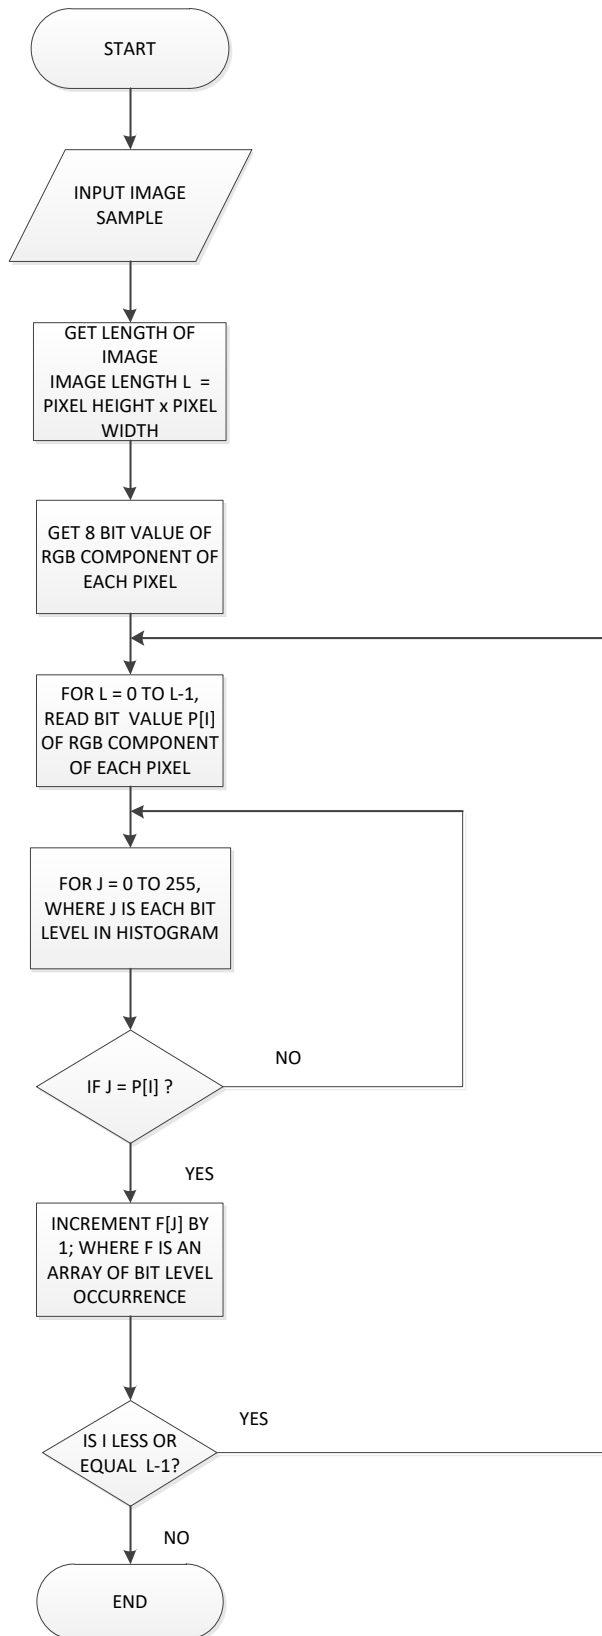 START
INPUT IMAGE
SAMPLE
GET LENGTH OF
IMAGE
IMAGE LENGTH L =
PIXEL HEIGHT x PIXEL
WIDTH
GET 8 BIT VALUE OF
RGB COMPONENT OF
EACH PIXEL
FOR L = 0 TO L-1,
READ BIT VALUE P[I]
OF RGB COMPONENT
OF EACH PIXEL
FOR J = 0 TO 255,
WHERE J IS EACH BIT
LEVEL IN HISTOGRAM
IF J = P[I] ?
NO
YES
INCREMENT F[J] BY
1; WHERE F IS AN
ARRAY OF BIT LEVEL
OCCURRENCE
IS I LESS OR
EQUAL L-1?
YES
NO
END